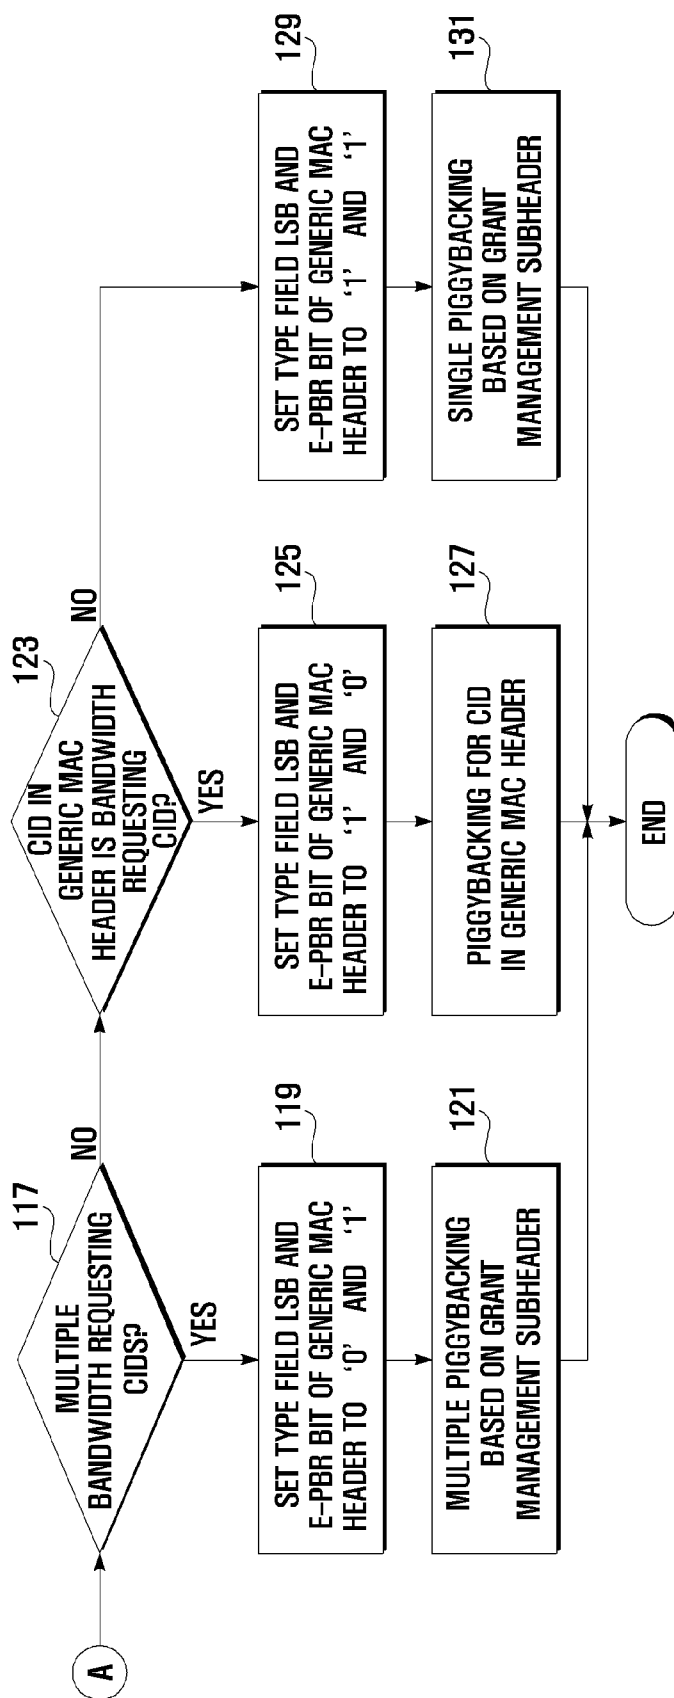 A
117
MULTIPLE
BANDWIDTH REQUESTING
CIDS?
NO
YES
119
SET TYPE FIELD LSB AND
E-PBR BIT OF GENERIC MAC
HEADER TO '0' AND '1'
121
MULTIPLE PIGGYBACKING
BASED ON GRANT
MANAGEMENT SUBHEADER
123
CID IN
GENERIC MAC
HEADER IS BANDWIDTH
REQUESTING
CID?
NO
YES
125
SET TYPE FIELD LSB AND
E-PBR BIT OF GENERIC MAC
HEADER TO '1' AND '0'
127
PIGGYBACKING FOR CID
IN GENERIC MAC HEADER
129
SET TYPE FIELD LSB AND
E-PBR BIT OF GENERIC MAC
HEADER TO '1' AND '1'
131
SINGLE PIGGYBACKING
BASED ON GRANT
MANAGEMENT SUBHEADER
END